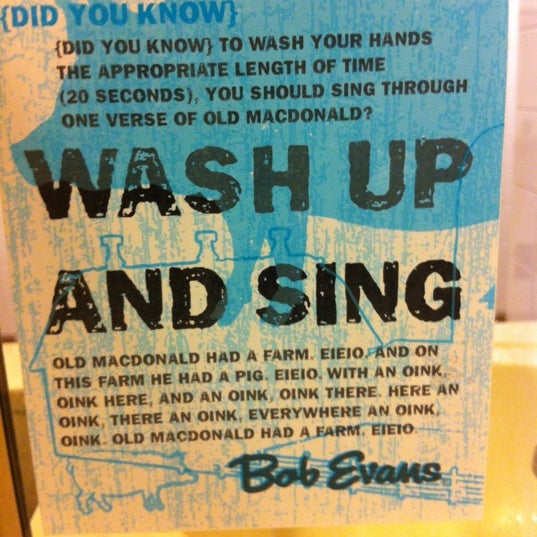 {DID YOU KNOW}
{DID YOU KNOW} TO WASH YOUR HANDS
THE APPROPRIATE LENGTH OF TIME
(20 SECONDS), YOU SHOULD SING THROUGH
ONE VERSE OF OLD MACDONALD?
WASH UP
AND SING
OLD MACDONALD HAD A FARM. EIEIO. AND ON
THIS FARM HE HAD A PIG. EIEIO. WITH AN OINK,
OINK HERE, AND AN OINK, OINK THERE. HERE AN
OINK, THERE AN OINK, EVERYWHERE AN OINK,
OINK. OLD MACDONALD HAD A FARM. EIEIO
Bob Evans